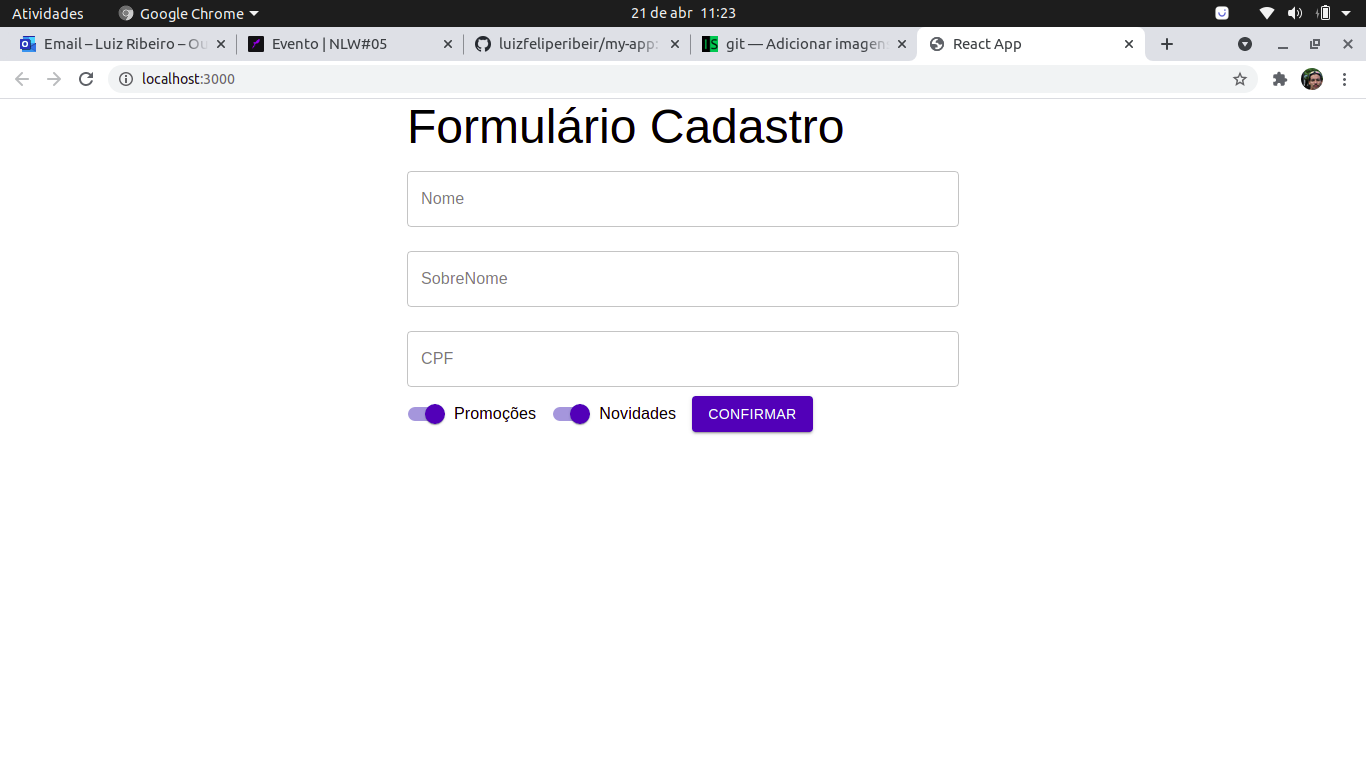 Atividades Google Chrome 21 de abr 11:23
Email – Luiz Ribeiro – Ou Evento | NLW#05 luizfeliperibeir/my-app: git — Adicionar imagens React App
localhost:3000
Formulário Cadastro
Nome
SobreNome
CPF
Promoções Novidades CONFIRMAR